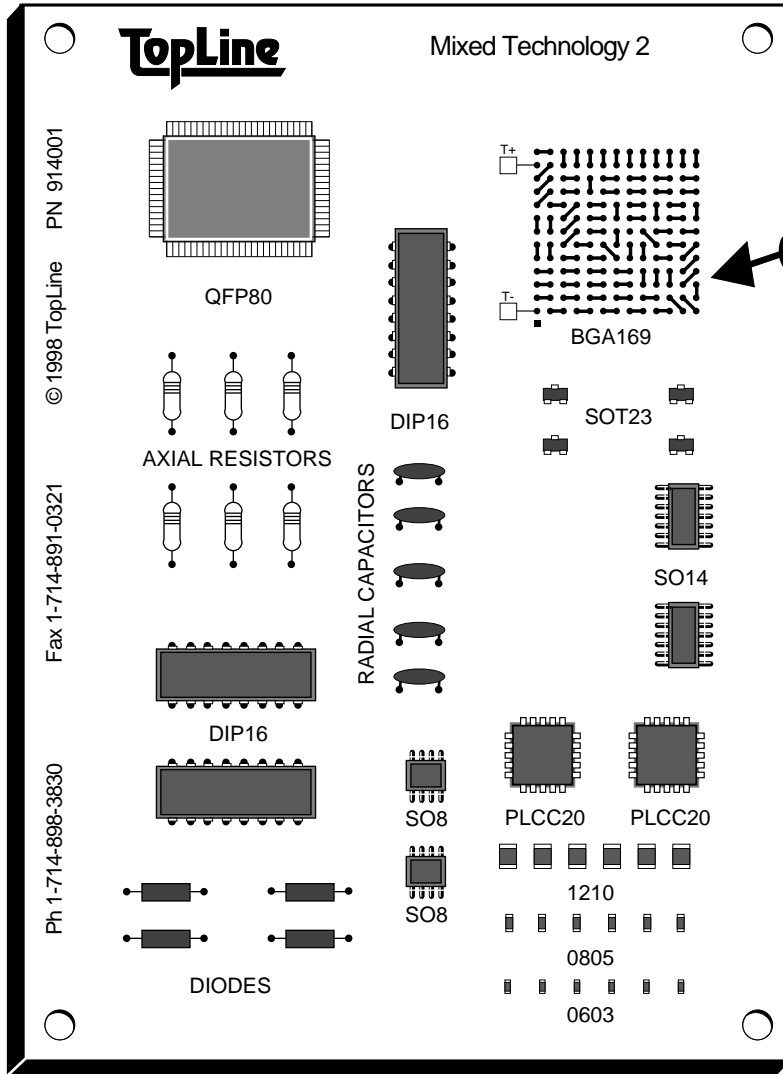 TopLine
Mixed Technology 2
PN 914001
© 1998 TopLine
Fax 1-714-891-0321
Ph 1-714-898-3830
T+
T-
QFP80
BGA169
DIP16
SOT23
AXIAL RESISTORS
RADIAL CAPACITORS
SO14
DIP16
SO8
PLCC20
PLCC20
1210
SO8
0805
DIODES
0603